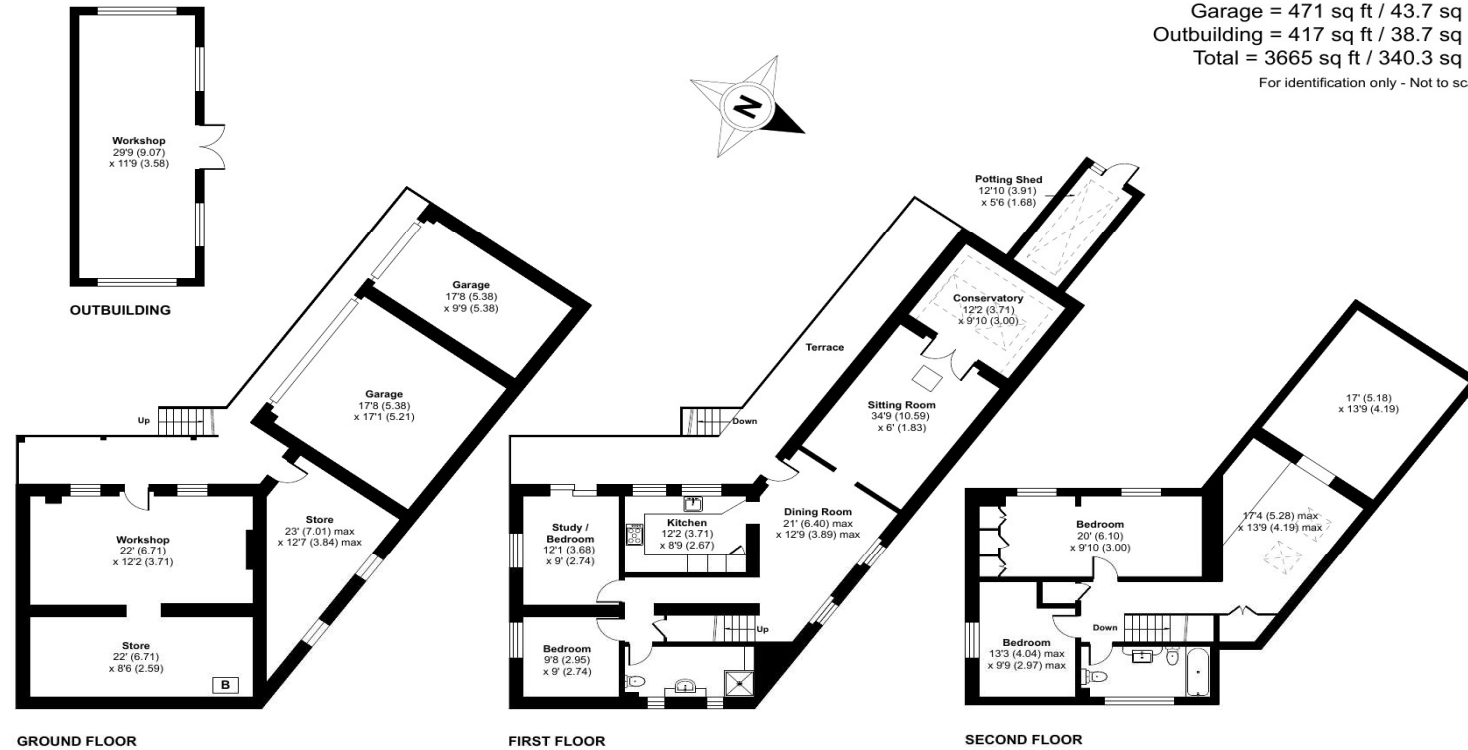 Garage = 471 sq ft / 43.7 sq
Outbuilding = 417 sq ft / 38.7 sq
Total = 3665 sq ft / 340.3 sq
For identification only - Not to sc
N
Workshop
29'9 (9.07)
x 11'9 (3.58)
OUTBUILDING
Garage
17'8 (5.38)
x 9'9 (5.38)
Garage
17'8 (5.38)
x 17'1 (5.21)
Up
Store
23' (7.01) max
x 12'7 (3.84) max
Workshop
22' (6.71)
x 12'2 (3.71)
Store
22' (6.71)
x 8'6 (2.59)
B
GROUND FLOOR
Potting Shed
12'10 (3.91)
x 5'6 (1.68)
Conservatory
12'2 (3.71)
x 9'10 (3.00)
Terrace
Sitting Room
34'9 (10.59)
x 6' (1.83)
Down
Dining Room
21' (6.40) max
x 12'9 (3.89) max
Kitchen
12'2 (3.71)
x 8'9 (2.67)
Study /
Bedroom
12'1 (3.68)
x 9' (2.74)
Up
Bedroom
9'8 (2.95)
x 9' (2.74)
FIRST FLOOR
17' (5.18)
x 13'9 (4.19)
17'4 (5.28) max
x 13'9 (4.19) max
Bedroom
20' (6.10)
x 9'10 (3.00)
Down
Bedroom
13'3 (4.04) max
x 9'9 (2.97) max
SECOND FLOOR